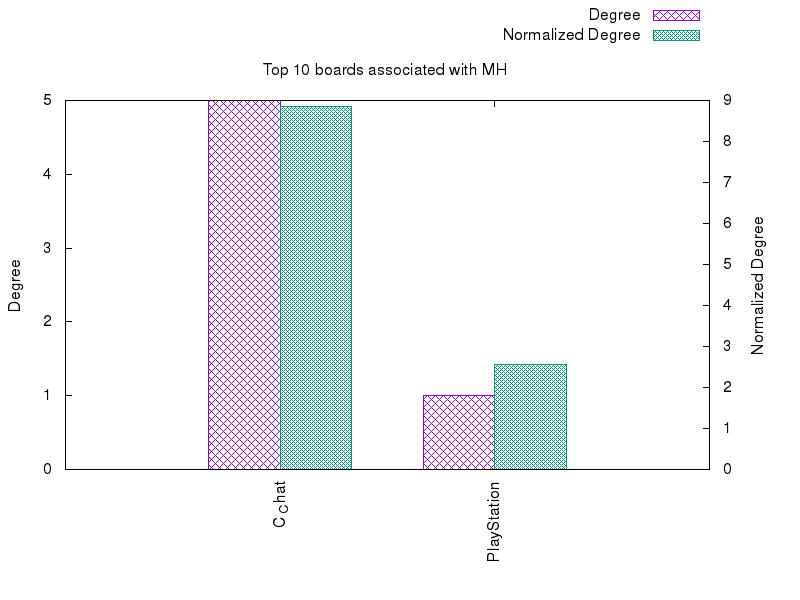 Degree
Normalized Degree
Top 10 boards associated with MH
5
4
3
2
1
0
Degree
9
8
7
6
5
4
3
2
1
0
Normalized Degree
C_Chat
PlayStation